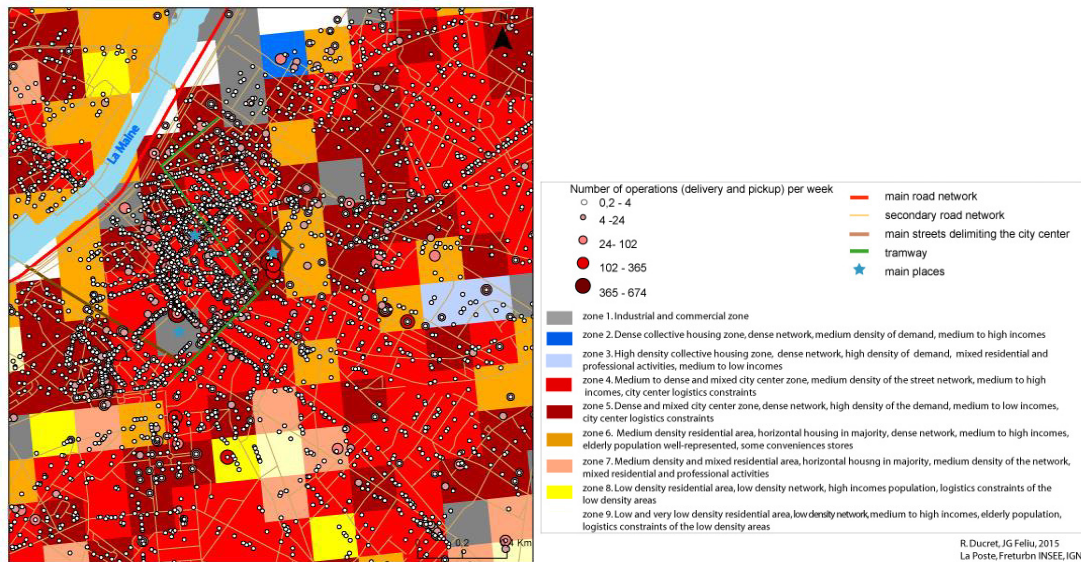 La Maine
0,2
4 Km
Number of operations (delivery and pickup) per week
0,2 - 4
4 -24
24- 102
102 - 365
365 - 674
main road network
secondary road network
main streets delimiting the city center
tramway
main places
zone 1. Industrial and commercial zone
zone 2. Dense collective housing zone, dense network, medium density of demand, medium to high incomes
zone 3. High density collective housing zone, dense network, high density of demand, mixed residential and
professional activities, medium to low incomes
zone 4. Medium to dense and mixed city center zone, medium density of the street network, medium to high
incomes, city center logistics constraints
zone 5. Dense and mixed city center zone, dense network, high density of the demand, medium to low incomes,
city center logistics constraints
zone 6. Medium density residential area, horizontal housing in majority, dense network, medium to high incomes,
elderly population well-represented, some conveniences stores
zone 7. Medium density and mixed residential area, horizontal housng in majority, medium density of the network,
mixed residential and professional activities
zone 8. Low density residential area, low density network, high incomes population, logistics constraints of the
low density areas
zone 9. Low and very low density residential area, low density network, medium to high incomes, elderly population,
logistics constraints of the low density areas
R. Ducret, JG Feliu, 2015
La Poste, Freturbn INSEE, IGN